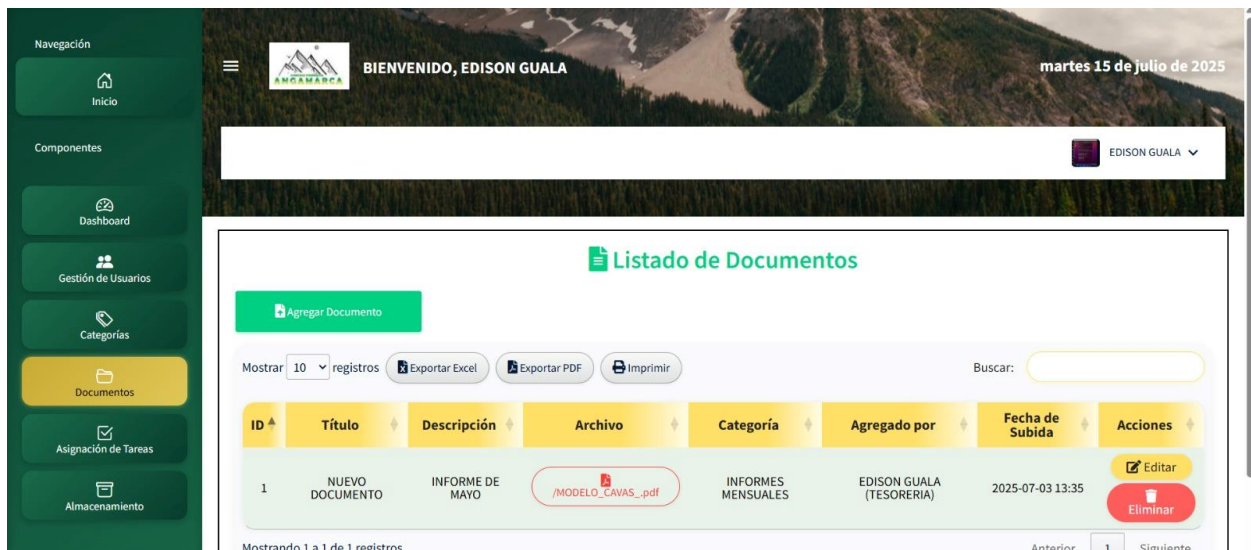 Navegación
Inicio
Componentes
Dashboard
Gestión de Usuarios
Categorías
Documentos
Asignación de Tareas
Almacenamiento
ANGAMARCA
BIENVENIDO, EDISON GUALA
martes 15 de julio de 2025
EDISON GUALA
Listado de Documentos
Agregar Documento
Mostrar 10 registros Exportar Excel Exportar PDF Imprimir Buscar:
ID Título Descripción Archivo Categoría Agregado por Fecha de Subida Acciones
1 NUEVO DOCUMENTO INFORME DE MAYO /MODELO_CAVAS_.pdf INFORMES MENSUALES EDISON GUALA (TESORERIA) 2025-07-03 13:35 Editar
Eliminar
Mostrando 1 a 1 de 1 registros Anterior 1 Siguiente